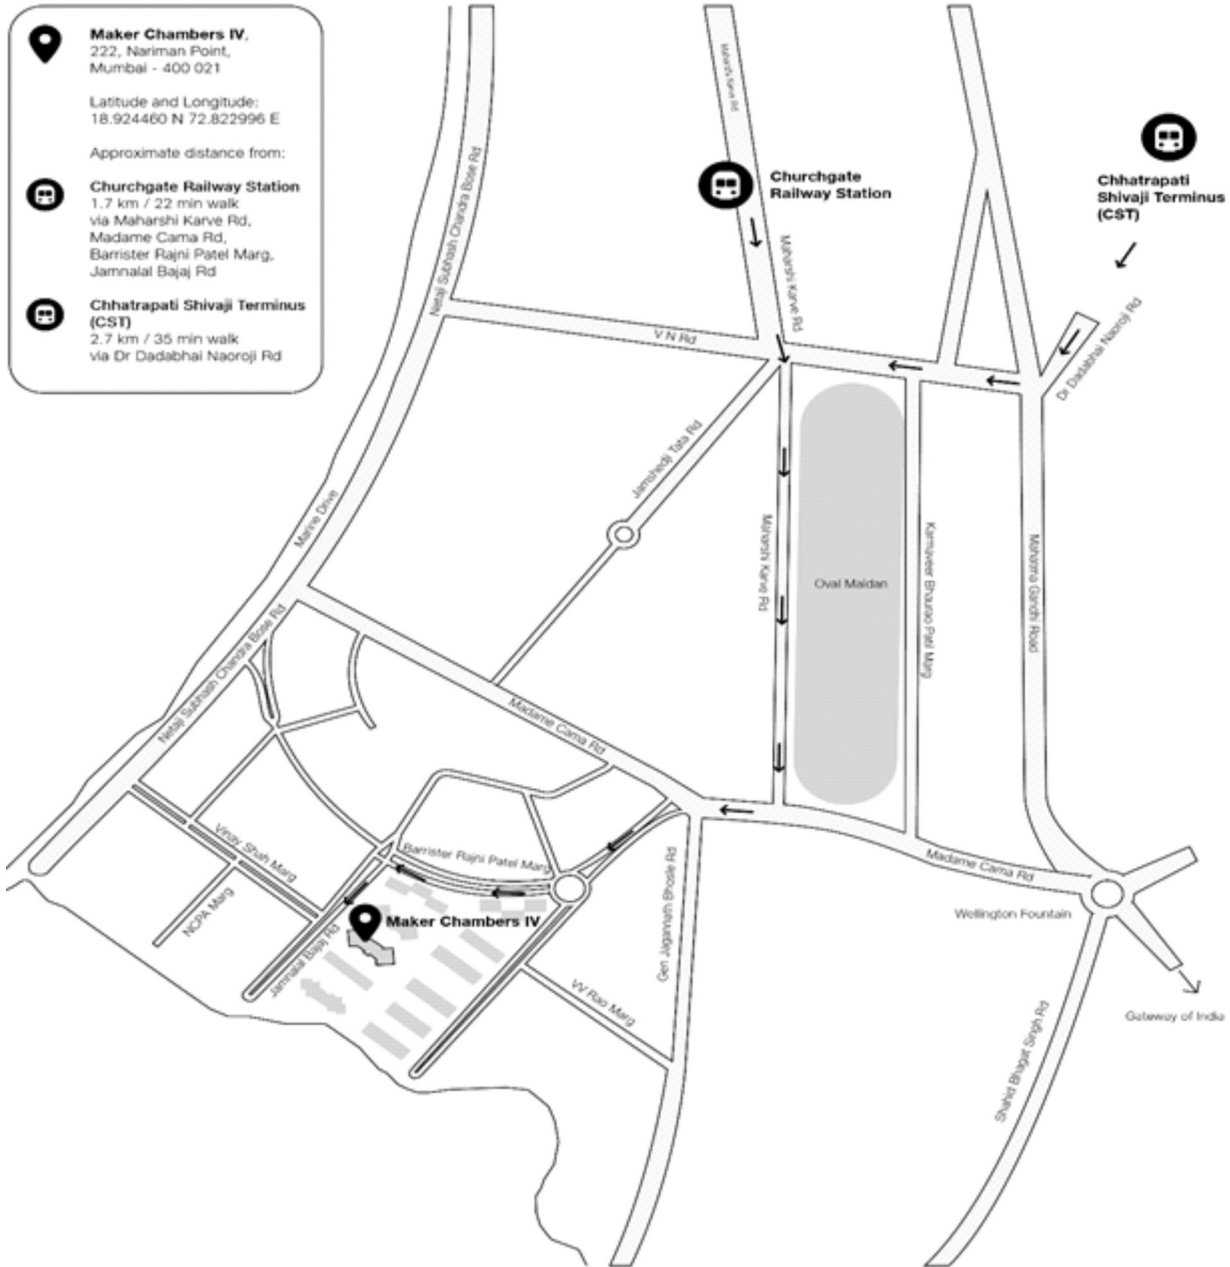 Maker Chambers IV,
222, Nariman Point,
Mumbai - 400 021
Latitude and Longitude:
18.924460 N 72.822996 E
Approximate distance from:
Churchgate Railway Station
1.7 km / 22 min walk
via Maharshi Karve Rd,
Madame Cama Rd,
Barrister Rajni Patel Marg,
Jamnalal Bajaj Rd
Chhatrapati Shivaji Terminus
(CST)
2.7 km / 35 min walk
via Dr Dadabhai Naoroji Rd
Maharshi Karve Rd
Churchgate
Railway Station
Chhatrapati
Shivaji Terminus
(CST)
Netaji Subhash Chandra Bose Rd
Maharshi Karve Rd
V N Rd
Dr Dadabhai Naoroji Rd
Jamshedji Tata Rd
Marine Drive
Maharshi Karve Rd
Oval Maidan
Karmaveer Bhaurao Patil Marg
Mahatma Gandhi Road
Netaji Subhash Chandra Bose Rd
Madame Cama Rd
Vinay Shah Marg
Barrister Rajni Patel Marg
Madame Cama Rd
NCPA Marg
Maker Chambers IV
Gen Jagannath Bhosle Rd
Wellington Fountain
Jamnalal Bajaj Rd
VV Rao Marg
Gateway of India
Shahid Bhagat Singh Rd